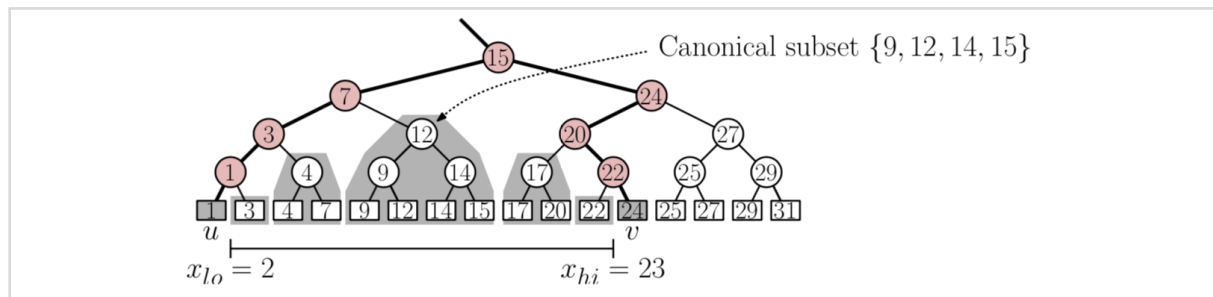 15
Canonical subset {9, 12, 14, 15}
7 24
3 12 20 27
1 4 9 14 17 22 25 29
1 3 4 7 9 12 14 15 17 20 22 24 25 27 29 31
u v
x_lo = 2 x_hi = 23